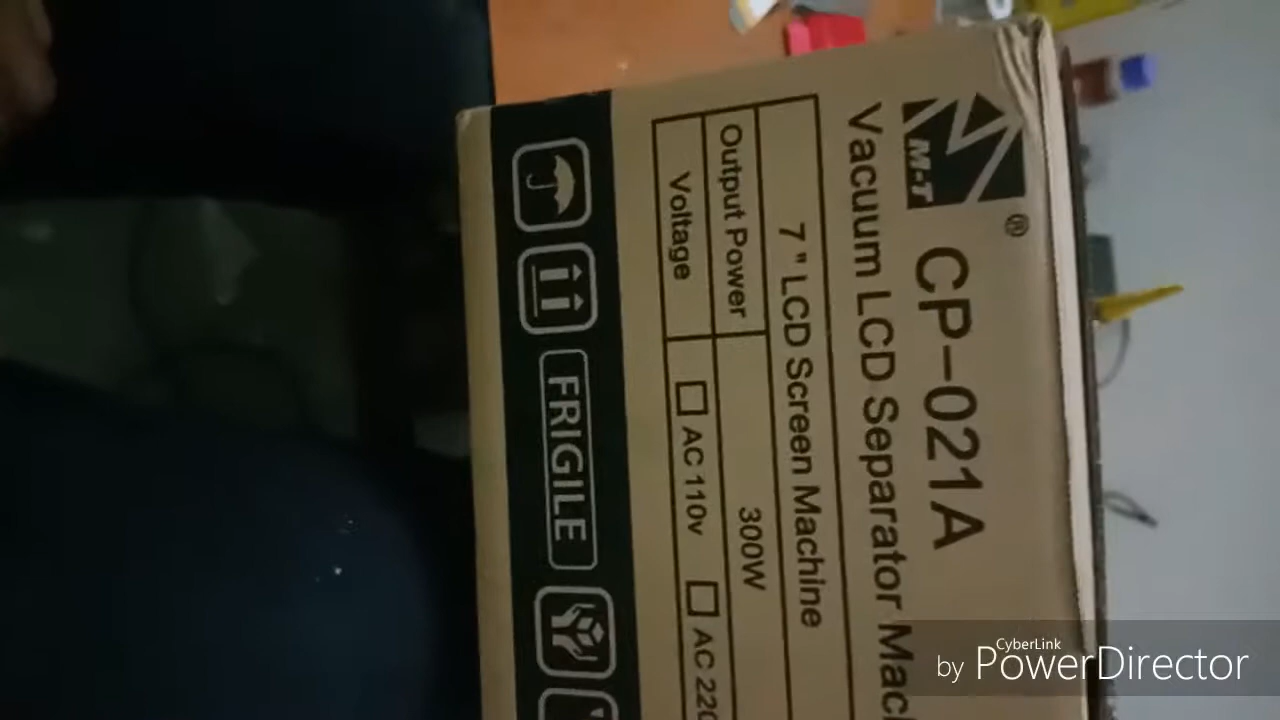 M-T ®
CP-021A
Vacuum LCD Separator Mach
7" LCD Screen Machine
Output Power 300W
Voltage AC 110v AC 220
FRIGILE
CyberLink
by PowerDirector